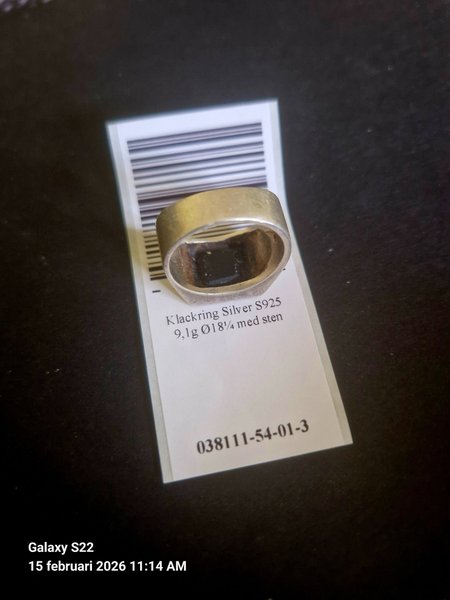 Klackring Silver S925
9,1g Ø18¼ med sten
038111-54-01-3
Galaxy S22
15 februari 2026 11:14 AM